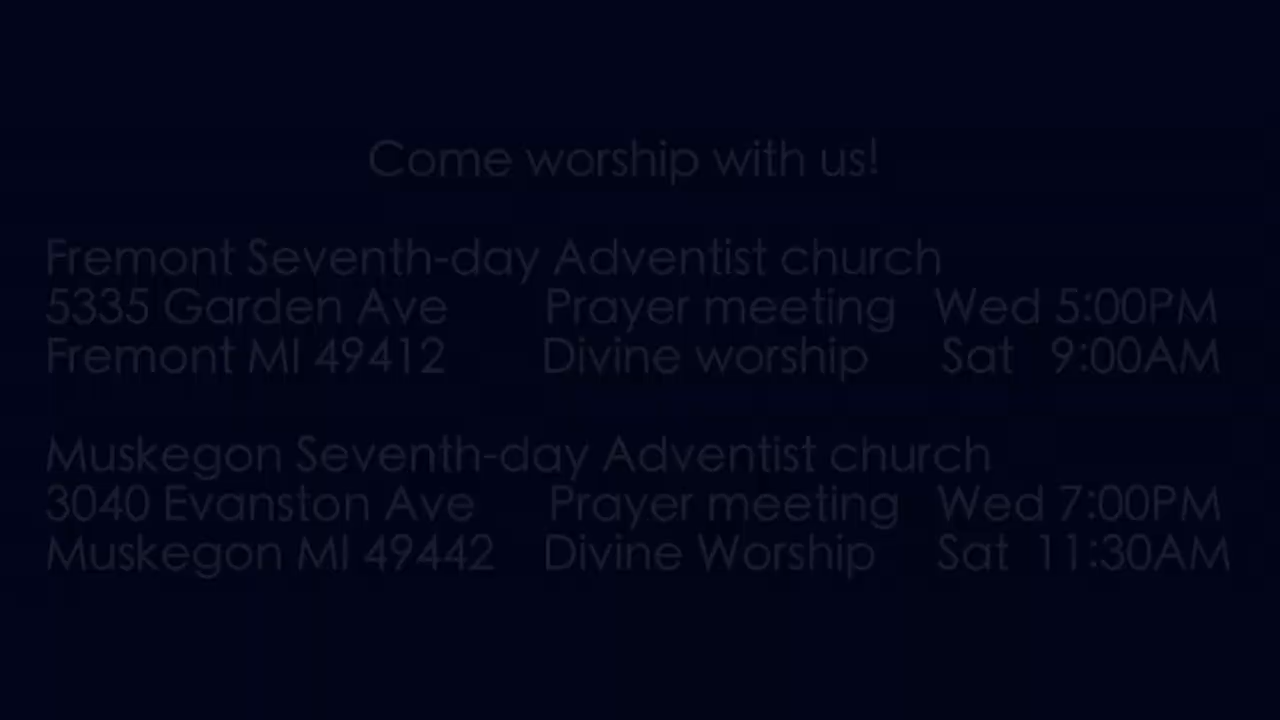 Come worship with us!
Fremont Seventh-day Adventist church
5335 Garden Ave Prayer meeting Wed 5:00PM
Fremont MI 49412 Divine worship Sat 9:00AM
Muskegon Seventh-day Adventist church
3040 Evanston Ave Prayer meeting Wed 7:00PM
Muskegon MI 49442 Divine Worship Sat 11:30AM